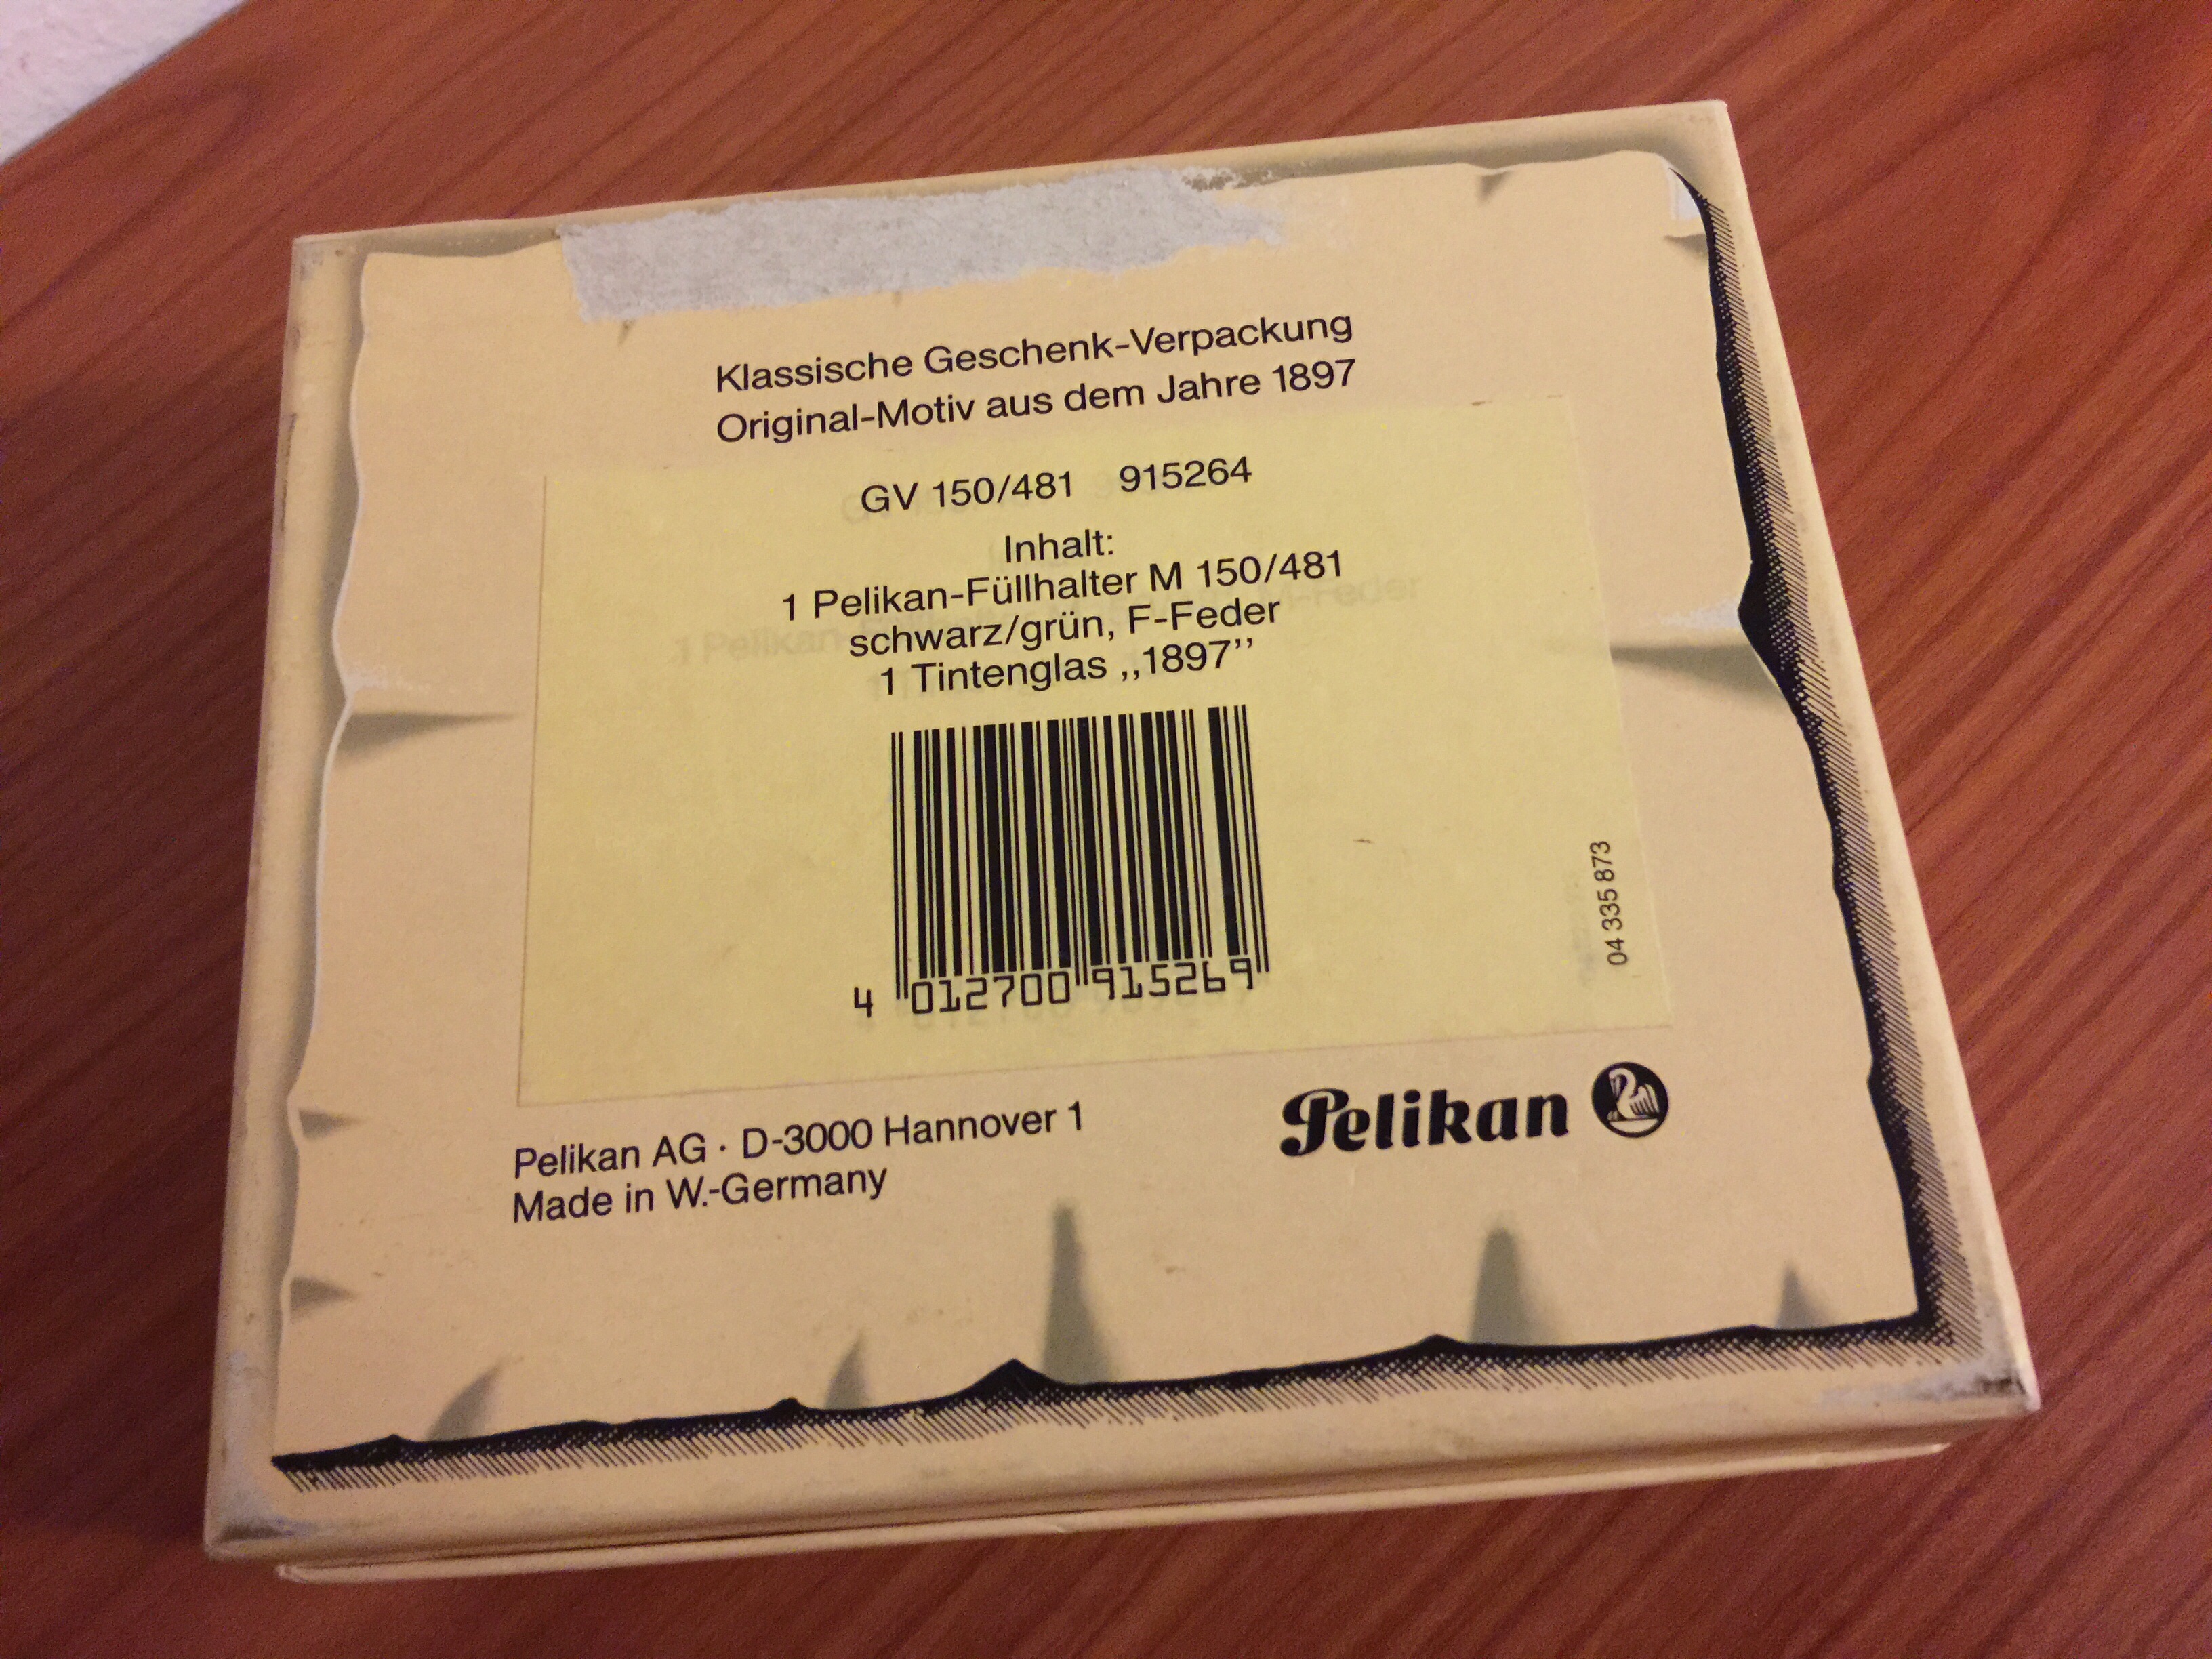 Klassische Geschenk-Verpackung
Original-Motiv aus dem Jahre 1897
GV 150/481 915264
Inhalt:
1 Pelikan-Füllhalter M 150/481
schwarz/grün, F-Feder
1 Tintenglas ,,1897’’
4 012700 915269
04 335 873
Pelikan AG · D-3000 Hannover 1
Made in W.-Germany
Pelikan